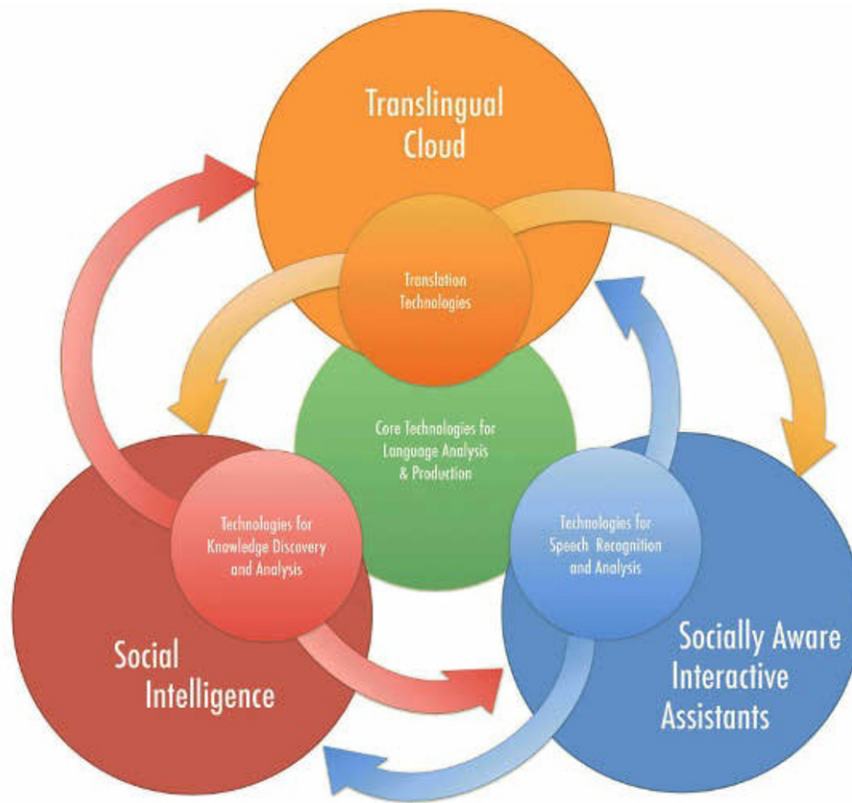 Translingual
Cloud
Translation
Technologies
Core Technologies for
Language Analysis
& Production
Technologies for
Knowledge Discovery
and Analysis
Technologies for
Speech Recognition
and Analysis
Social
Intelligence
Socially Aware
Interactive
Assistants